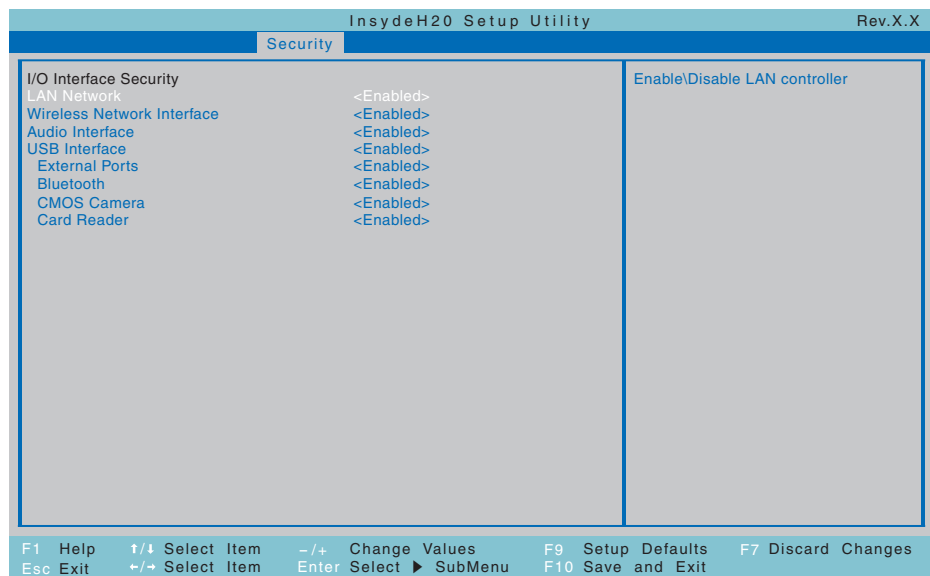 InsydeH20 Setup Utility Rev.X.X
Security
I/O Interface Security
LAN Network <Enabled>
Wireless Network Interface <Enabled>
Audio Interface <Enabled>
USB Interface <Enabled>
External Ports <Enabled>
Bluetooth <Enabled>
CMOS Camera <Enabled>
Card Reader <Enabled>
Enable\Disable LAN controller
F1 Help ↑/↓ Select Item –/+ Change Values F9 Setup Defaults F7 Discard Changes
Esc Exit ←/→ Select Item Enter Select ▶ SubMenu F10 Save and Exit